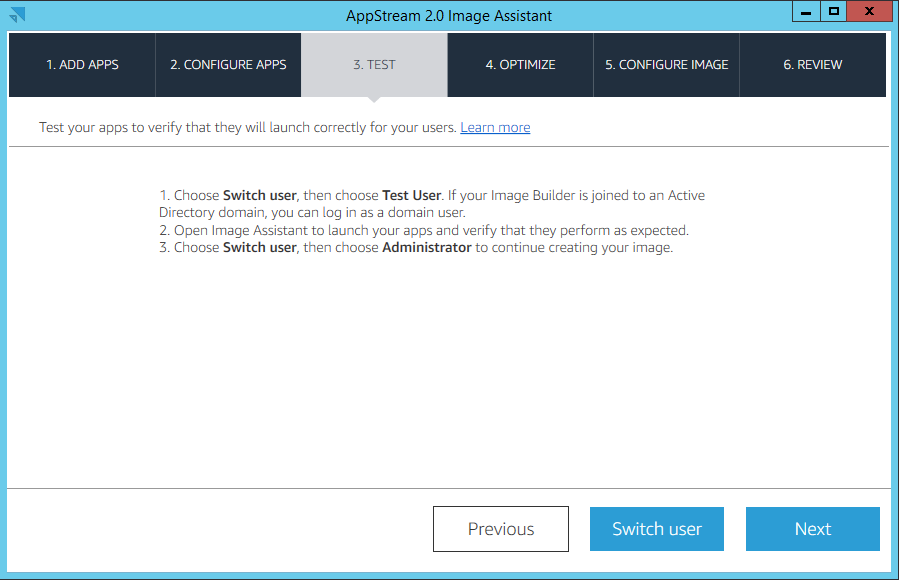 AppStream 2.0 Image Assistant
1. ADD APPS
2. CONFIGURE APPS
3. TEST
4. OPTIMIZE
5. CONFIGURE IMAGE
6. REVIEW
Test your apps to verify that they will launch correctly for your users. Learn more
1. Choose Switch user, then choose Test User. If your Image Builder is joined to an Active
Directory domain, you can log in as a domain user.
2. Open Image Assistant to launch your apps and verify that they perform as expected.
3. Choose Switch user, then choose Administrator to continue creating your image.
Previous
Switch user
Next